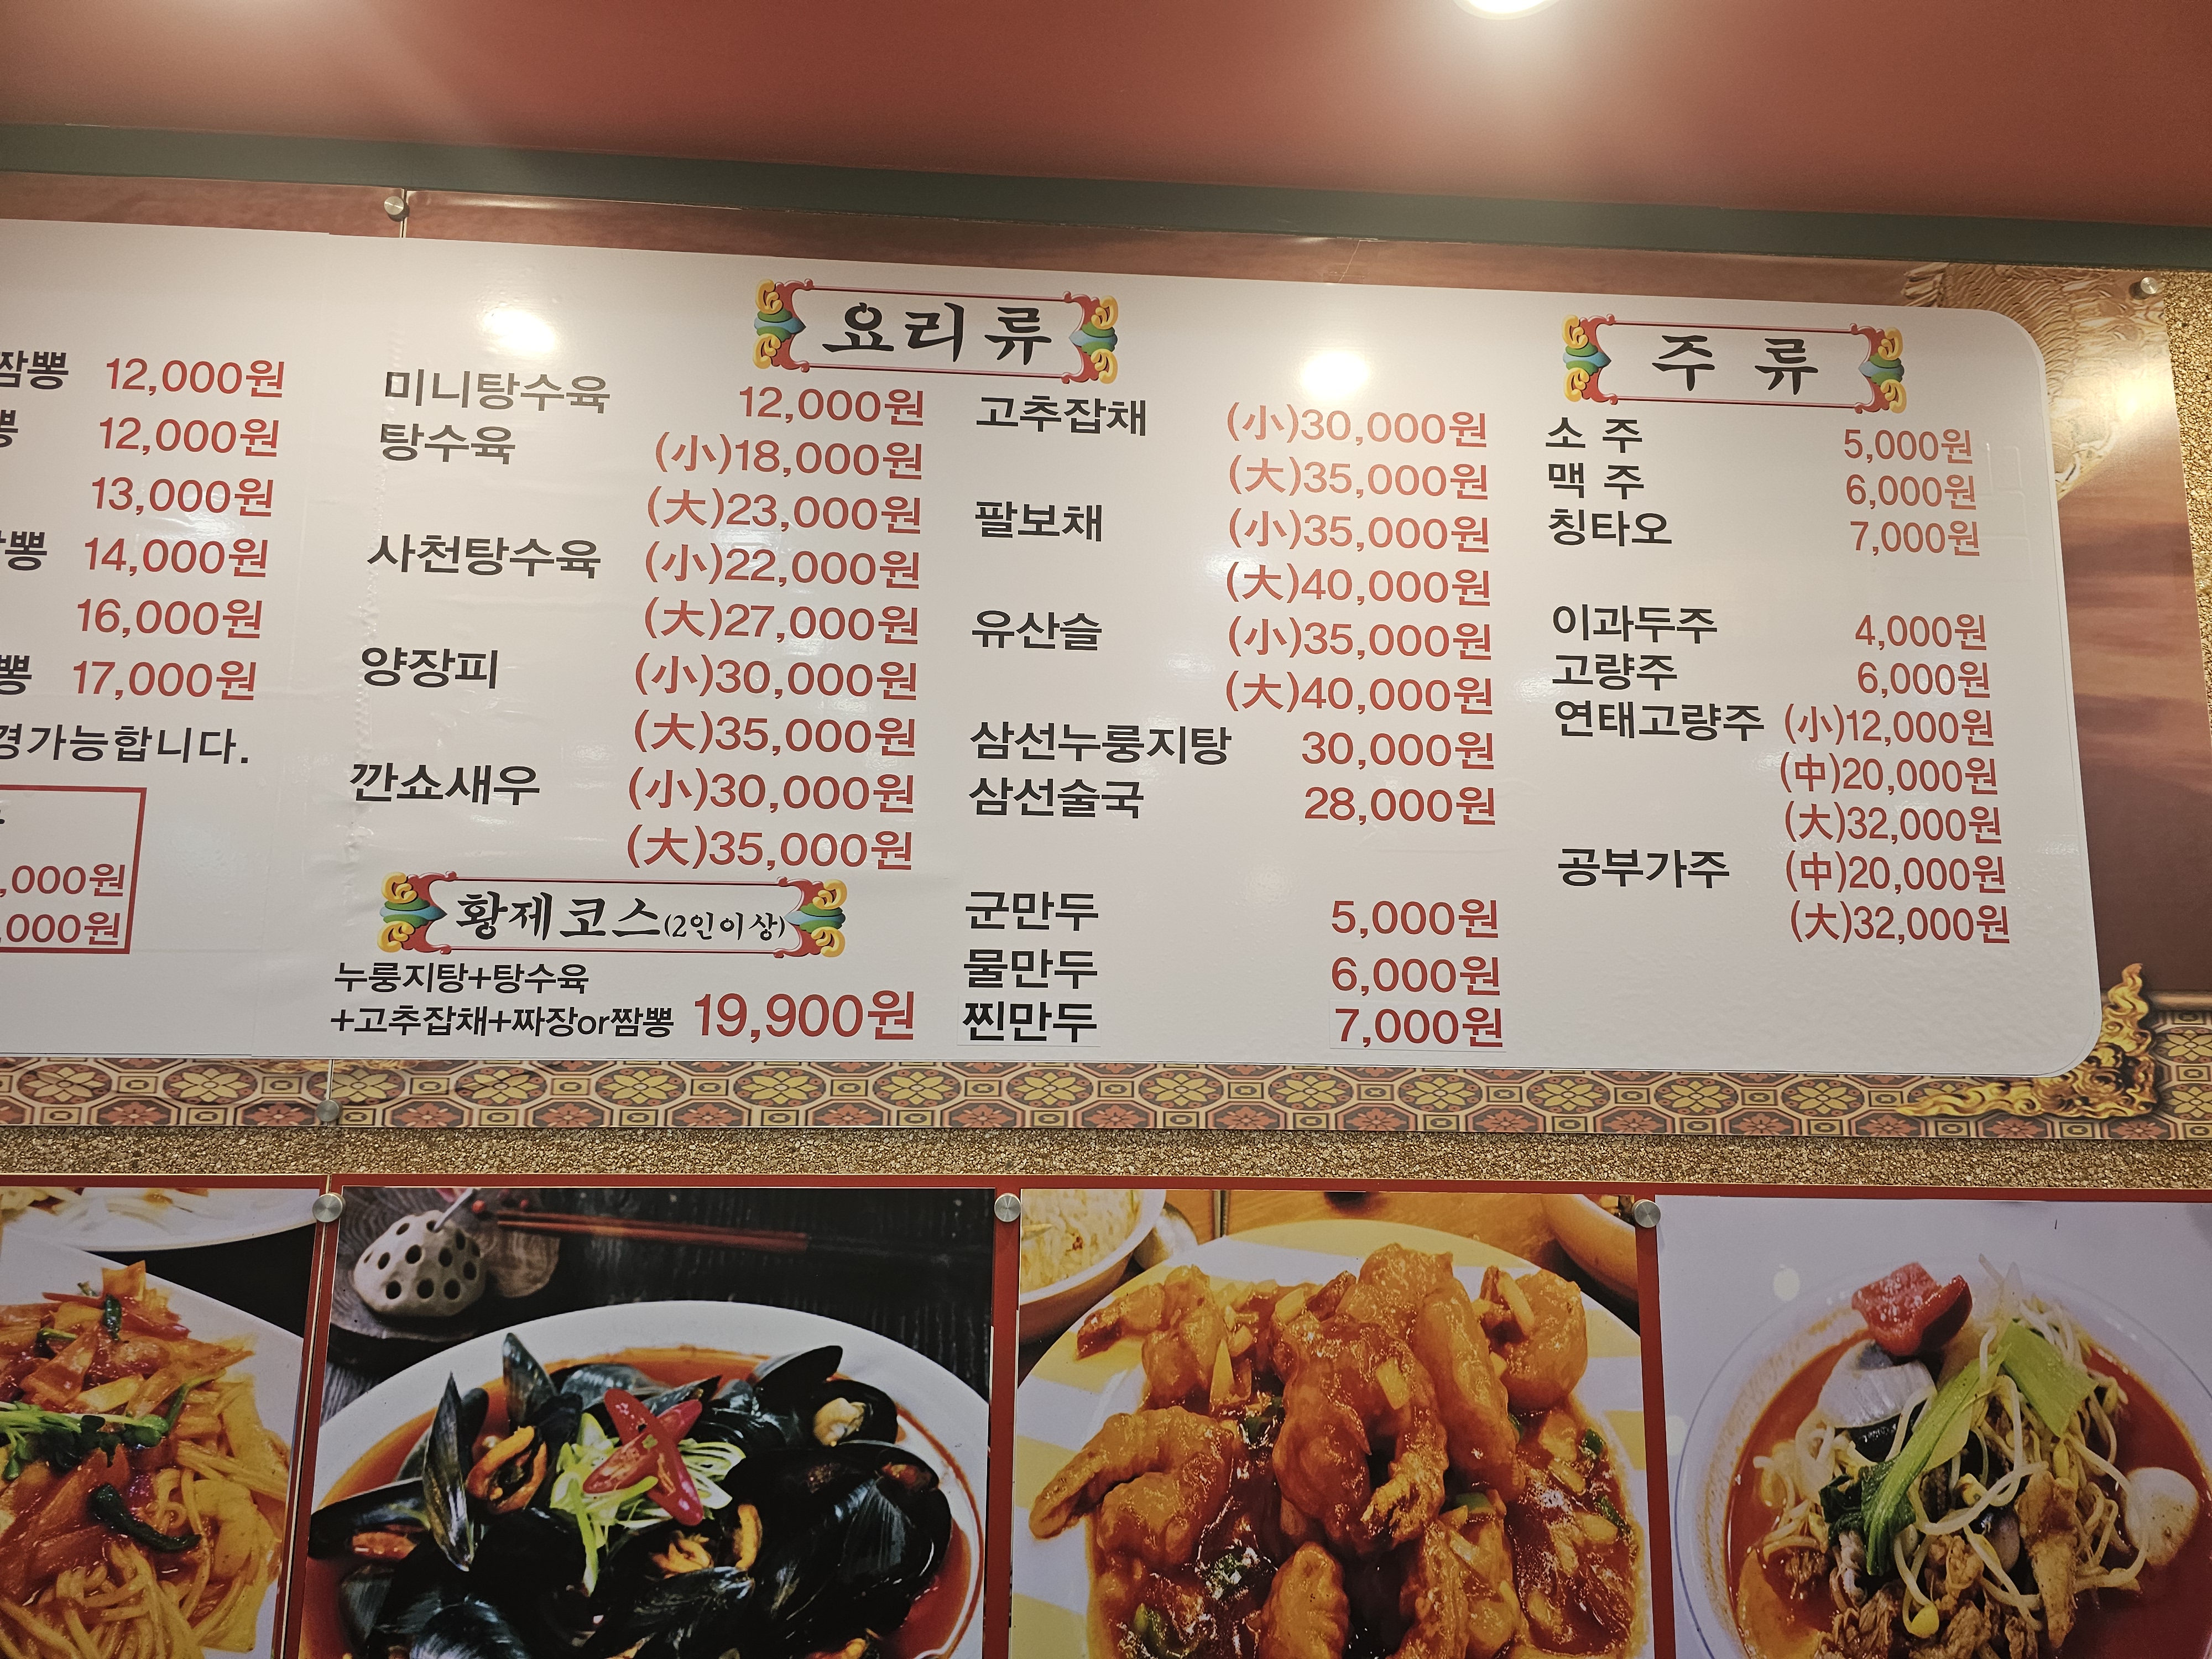 짬뽕 12,000원
12,000원
13,000원
14,000원
16,000원
17,000원
경가능합니다.
,000원
,000원
요리류
미니탕수육 12,000원
탕수육 (小)18,000원
(大)23,000원
사천탕수육 (小)22,000원
(大)27,000원
양장피 (小)30,000원
(大)35,000원
깐쇼새우 (小)30,000원
(大)35,000원
황제코스(2인이상)
누룽지탕+탕수육
+고추잡채+짜장or짬뽕 19,900원
고추잡채 (小)30,000원
(大)35,000원
팔보채 (小)35,000원
(大)40,000원
유산슬 (小)35,000원
(大)40,000원
삼선누룽지탕 30,000원
삼선술국 28,000원
군만두 5,000원
물만두 6,000원
찐만두 7,000원
주 류
소 주 5,000원
맥 주 6,000원
칭타오 7,000원
이과두주 4,000원
고량주 6,000원
연태고량주 (小)12,000원
(中)20,000원
(大)32,000원
공부가주 (中)20,000원
(大)32,000원